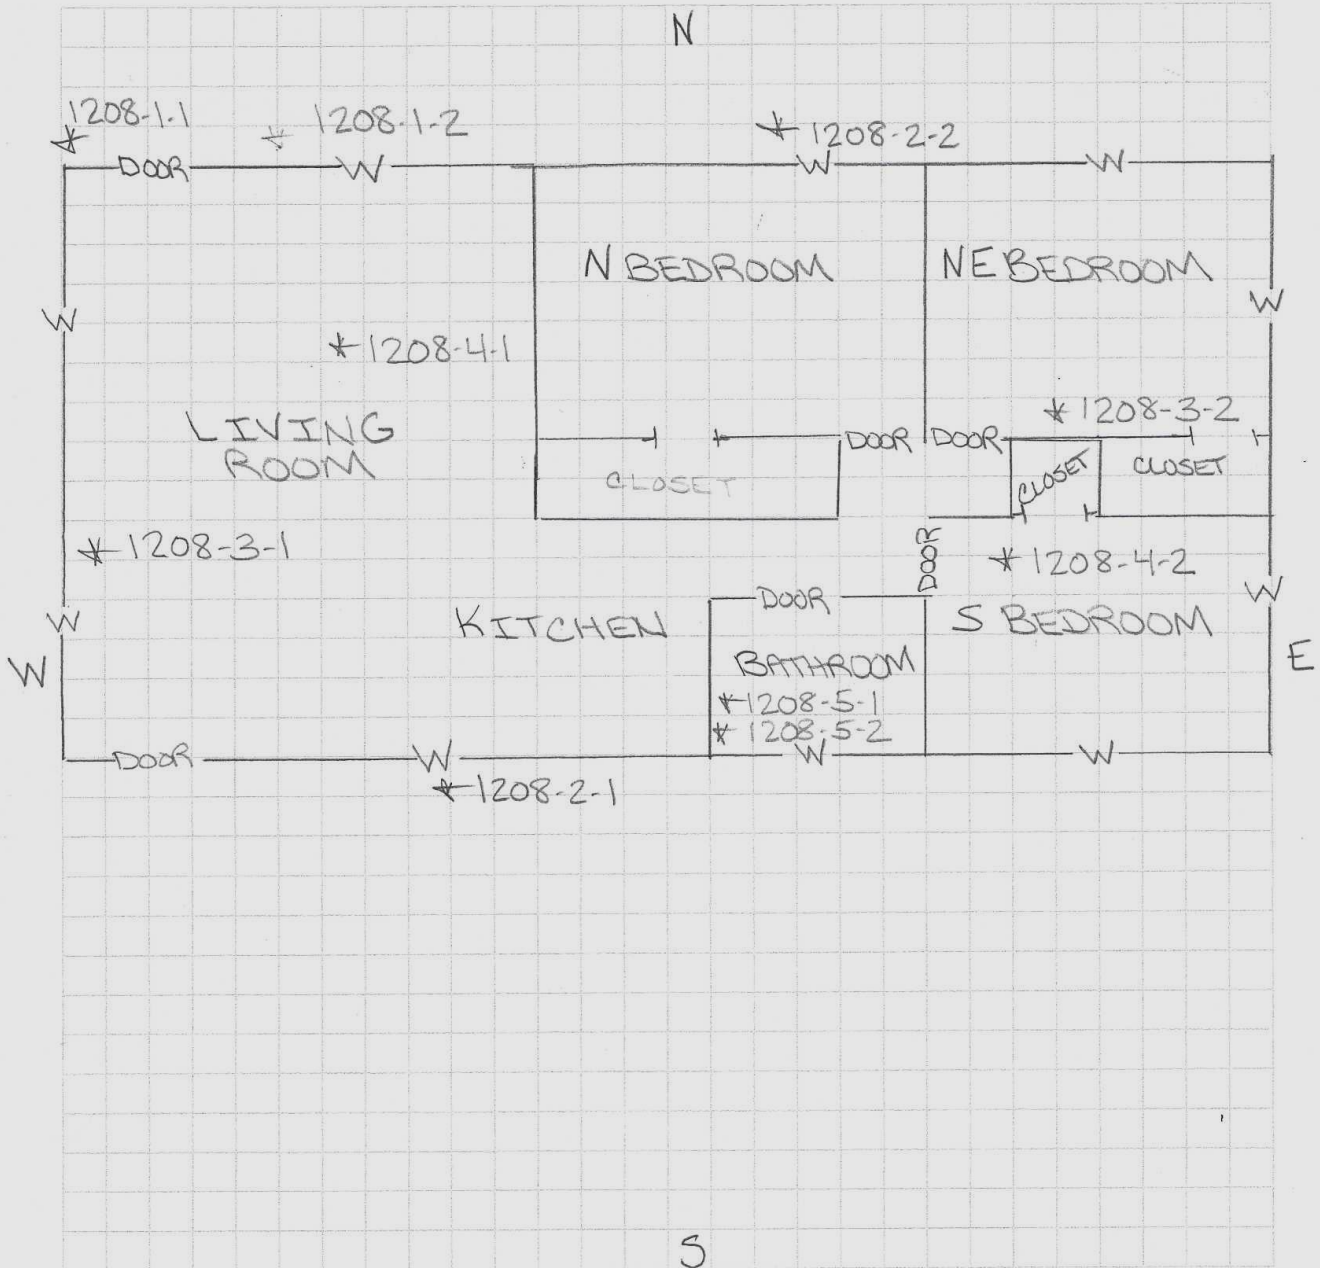 N
1208-1-1
1208-1-2
1208-2-2
DOOR
W
W
W
N BEDROOM
NE BEDROOM
W
W
1208-4-1
1208-3-2
LIVING
ROOM
DOOR
DOOR
CLOSET
CLOSET
CLOSET
1208-3-1
DOOR
1208-4-2
W
W
DOOR
KITCHEN
S BEDROOM
W
E
BATHROOM
1208-5-1
1208-5-2
DOOR
W
W
W
1208-2-1
S